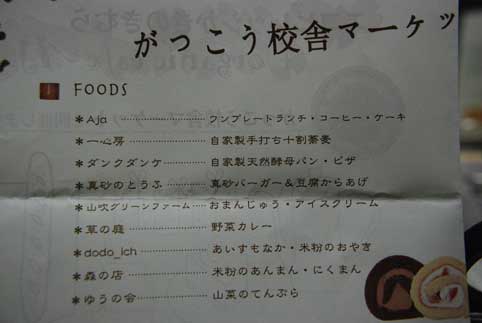 がっこう校舎マーケッ
FOODS
＊Aja……………ワンプレートランチ・コーヒー・ケーキ
＊一心房……………自家製手打ち十割蕎麦
＊ダンクダンケ……………自家製天然酵母パン・ピザ
＊真砂のとうふ……………真砂バーガー＆豆腐からあげ
＊山吹グリーンファーム……おまんじゅう・アイスクリーム
＊草の庭……………野菜カレー
＊dodo_ich……………あいすもなか・米粉のおやき
＊森の店……………米粉のあんまん・にくまん
＊ゆうの会……………山菜のてんぷら